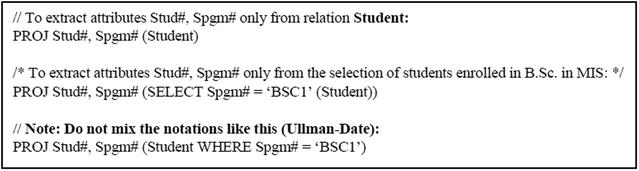 // To extract attributes Stud#, Spgm# only from relation Student:
PROJ Stud#, Spgm# (Student)
/* To extract attributes Stud#, Spgm# only from the selection of students enrolled in B.Sc. in MIS: */
PROJ Stud#, Spgm# (SELECT Spgm# = ‘BSC1’ (Student))
// Note: Do not mix the notations like this (Ullman-Date):
PROJ Stud#, Spgm# (Student WHERE Spgm# = ‘BSC1’)